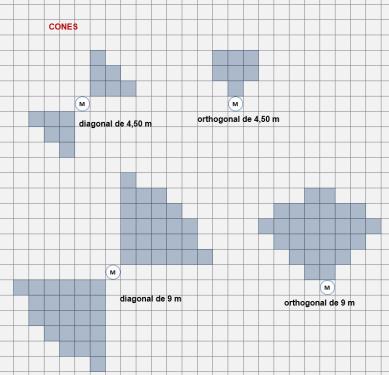 CONES
M
M
diagonal de 4,50 m
orthogonal de 4,50 m
M
M
diagonal de 9 m
orthogonal de 9 m